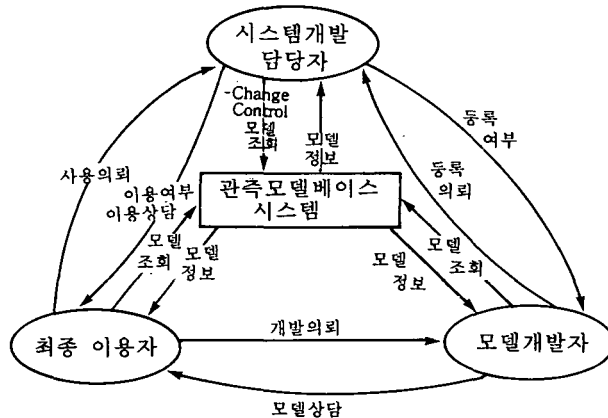 시스템개발
담당자
-Change
Control
모델
조회
모델
정보
등록
여부
등록
의뢰
사용의뢰
이용여부
이용상담
관측모델베이스
시스템
모델
조회
모델
정보
모델
정보
모델
조회
최종 이용자
개발의뢰
모델개발자
모델상담